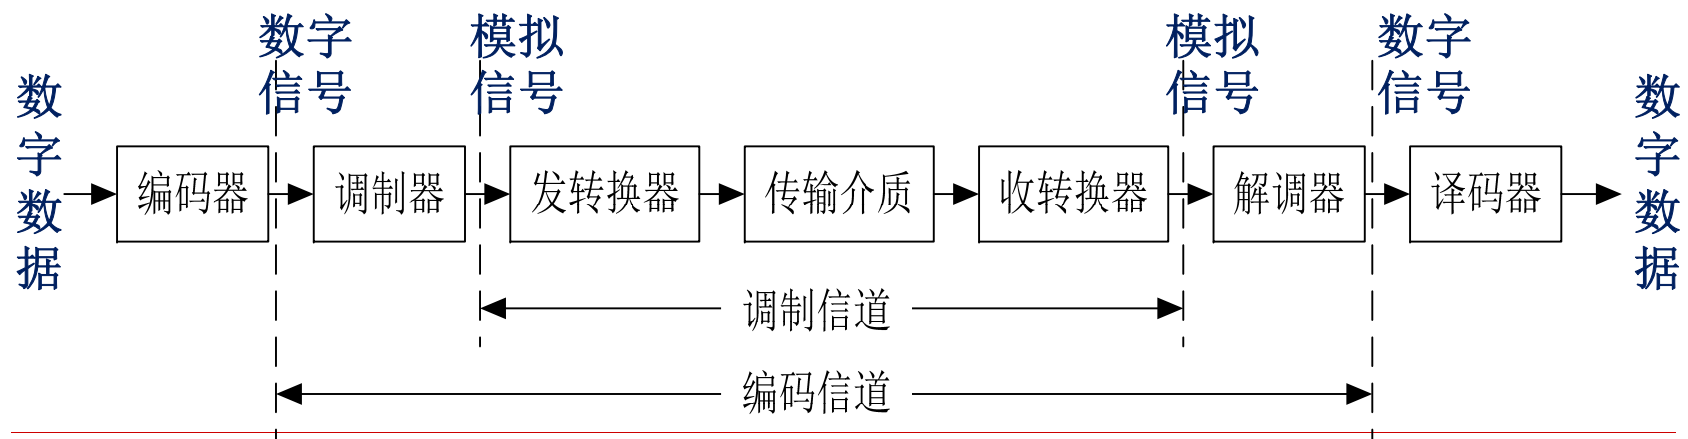 数字
信号
模拟
信号
模拟
信号
数字
信号
数
字
数
据
编码器
调制器
发转换器
传输介质
收转换器
解调器
译码器
数
字
数
据
调制信道
编码信道